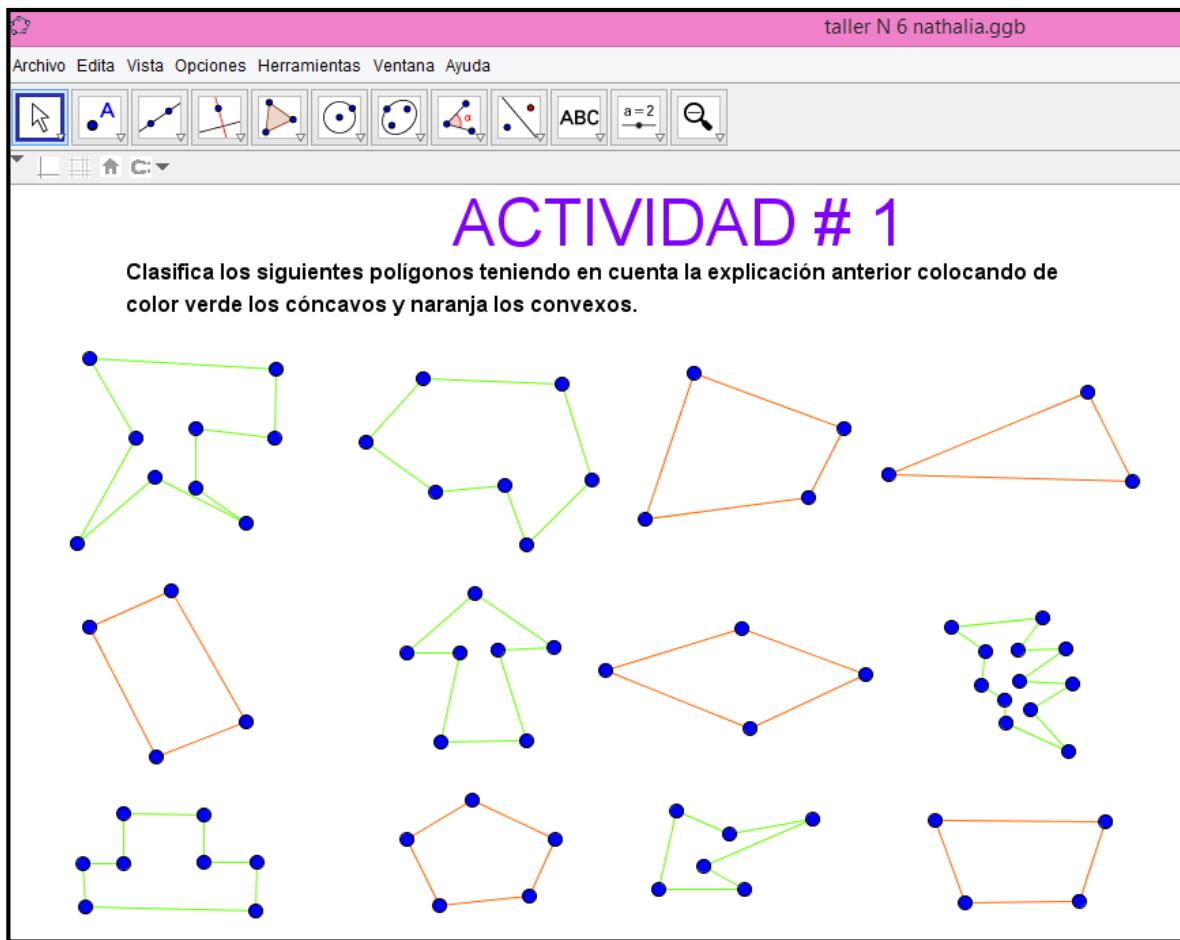 taller N 6 nathalia.ggb
Archivo Edita Vista Opciones Herramientas Ventana Ayuda
A α ABC a=2
ACTIVIDAD # 1
Clasifica los siguientes polígonos teniendo en cuenta la explicación anterior colocando de
color verde los cóncavos y naranja los convexos.